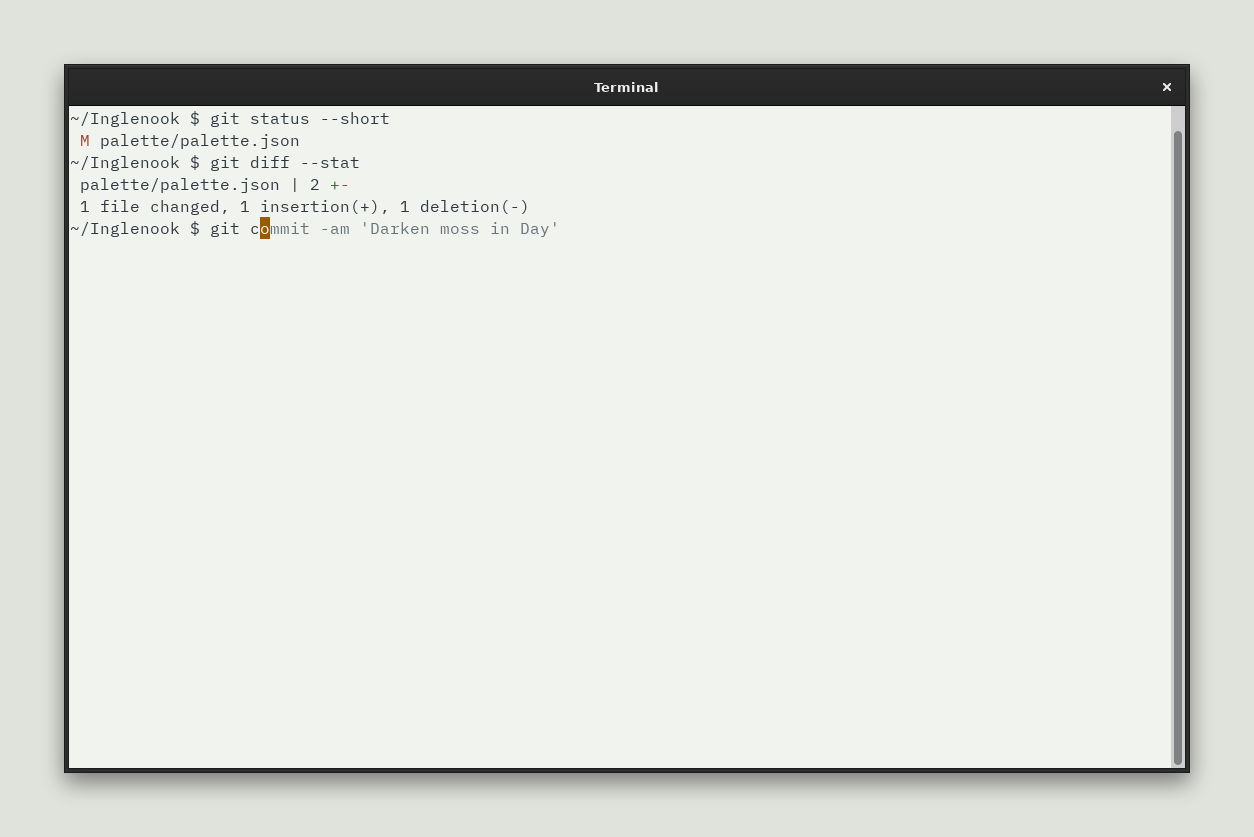 Terminal ×
~/Inglenook $ git status --short
 M palette/palette.json
~/Inglenook $ git diff --stat
 palette/palette.json | 2 +-
 1 file changed, 1 insertion(+), 1 deletion(-)
~/Inglenook $ git commit -am 'Darken moss in Day'